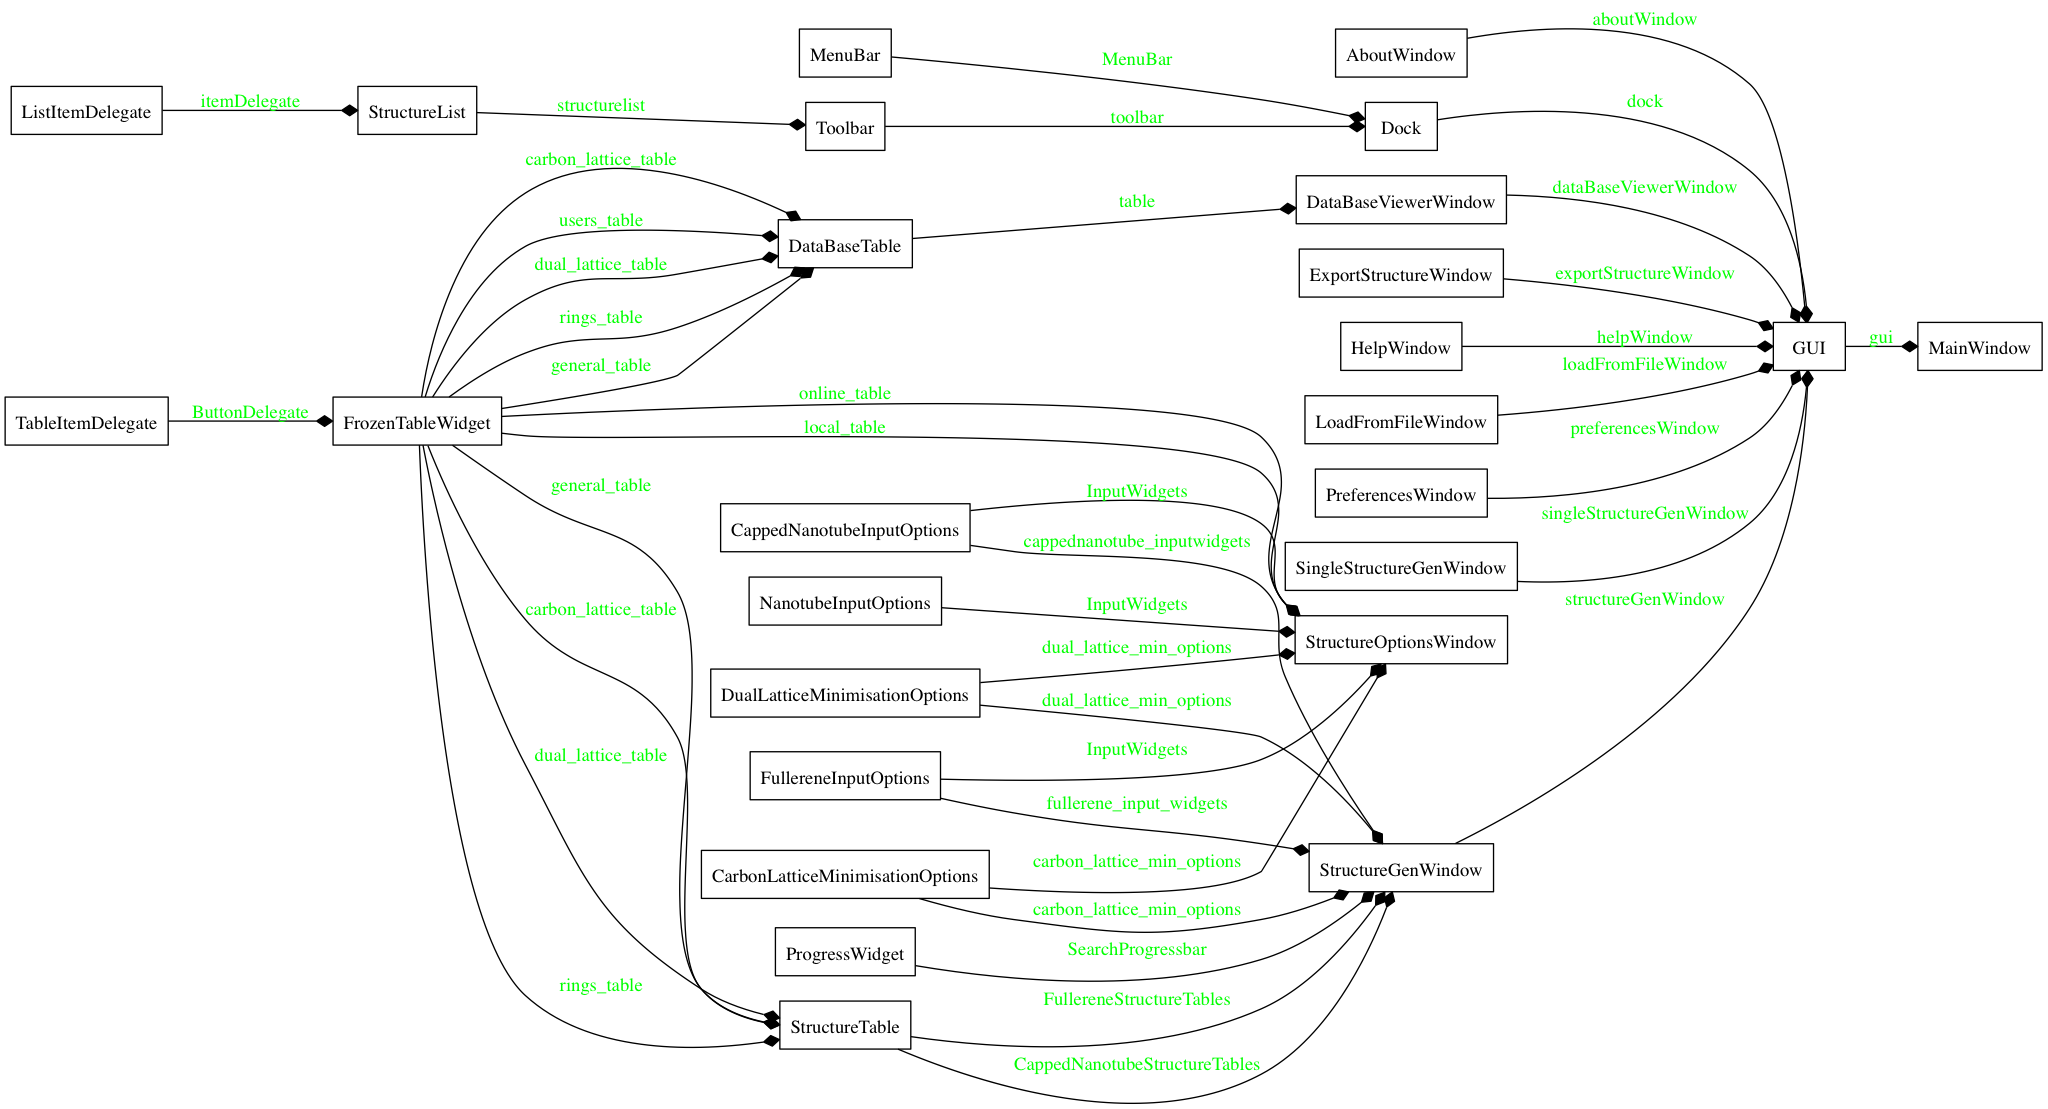 aboutWindow
MenuBar
AboutWindow
MenuBar
ListItemDelegate
itemDelegate
StructureList
structurelist
Toolbar
toolbar
Dock
dock
carbon_lattice_table
users_table
dual_lattice_table
rings_table
general_table
DataBaseTable
table
DataBaseViewerWindow
dataBaseViewerWindow
ExportStructureWindow
exportStructureWindow
HelpWindow
helpWindow
GUI
gui
MainWindow
loadFromFileWindow
LoadFromFileWindow
TableItemDelegate
ButtonDelegate
FrozenTableWidget
online_table
local_table
preferencesWindow
PreferencesWindow
general_table
InputWidgets
CappedNanotubeInputOptions
cappednanotube_inputwidgets
singleStructureGenWindow
SingleStructureGenWindow
structureGenWindow
carbon_lattice_table
NanotubeInputOptions
InputWidgets
StructureOptionsWindow
dual_lattice_min_options
DualLatticeMinimisationOptions
dual_lattice_min_options
dual_lattice_table
InputWidgets
FullereneInputOptions
fullerene_input_widgets
carbon_lattice_min_options
CarbonLatticeMinimisationOptions
StructureGenWindow
carbon_lattice_min_options
ProgressWidget
SearchProgressbar
rings_table
FullereneStructureTables
StructureTable
CappedNanotubeStructureTables